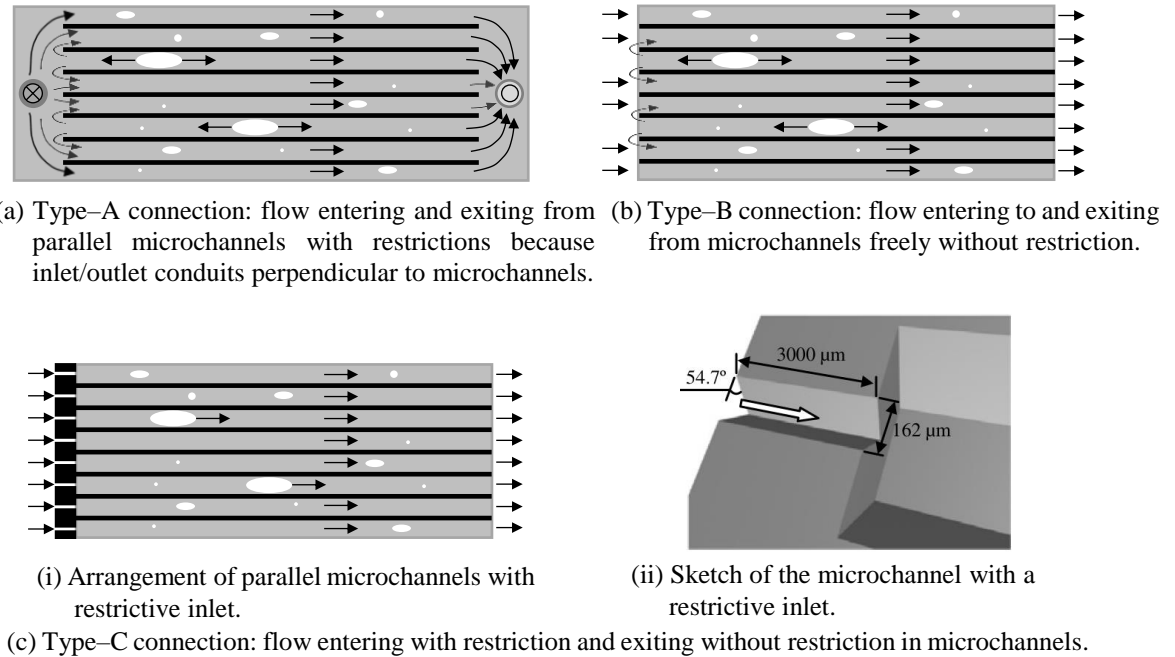 (a) Type–A connection: flow entering and exiting from
parallel microchannels with restrictions because
inlet/outlet conduits perpendicular to microchannels.
(b) Type–B connection: flow entering to and exiting
from microchannels freely without restriction.
3000 µm
54.7º
162 µm
(i) Arrangement of parallel microchannels with
restrictive inlet.
(ii) Sketch of the microchannel with a
restrictive inlet.
(c) Type–C connection: flow entering with restriction and exiting without restriction in microchannels.